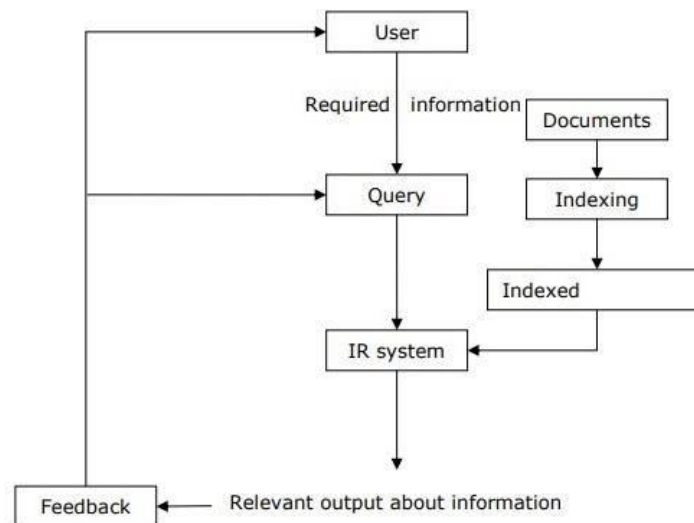 User
Required information
Documents
Query
Indexing
Indexed
IR system
Feedback
Relevant output about information